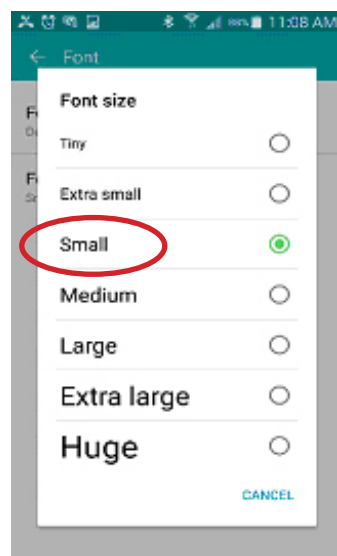 11:08 AM
Font
Font size
Tiny
Extra small
Small
Medium
Large
Extra large
Huge
CANCEL